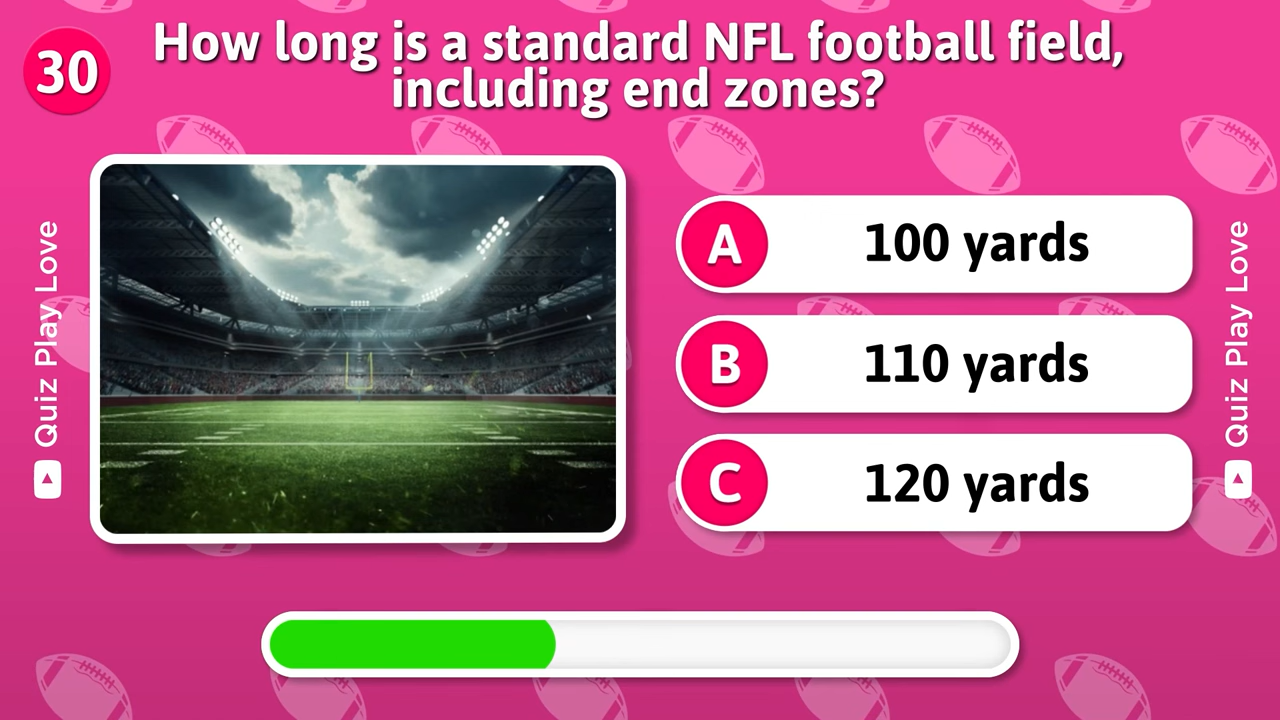 30
How long is a standard NFL football field,
including end zones?
Quiz Play Love
A
100 yards
B
110 yards
C
120 yards
Quiz Play Love